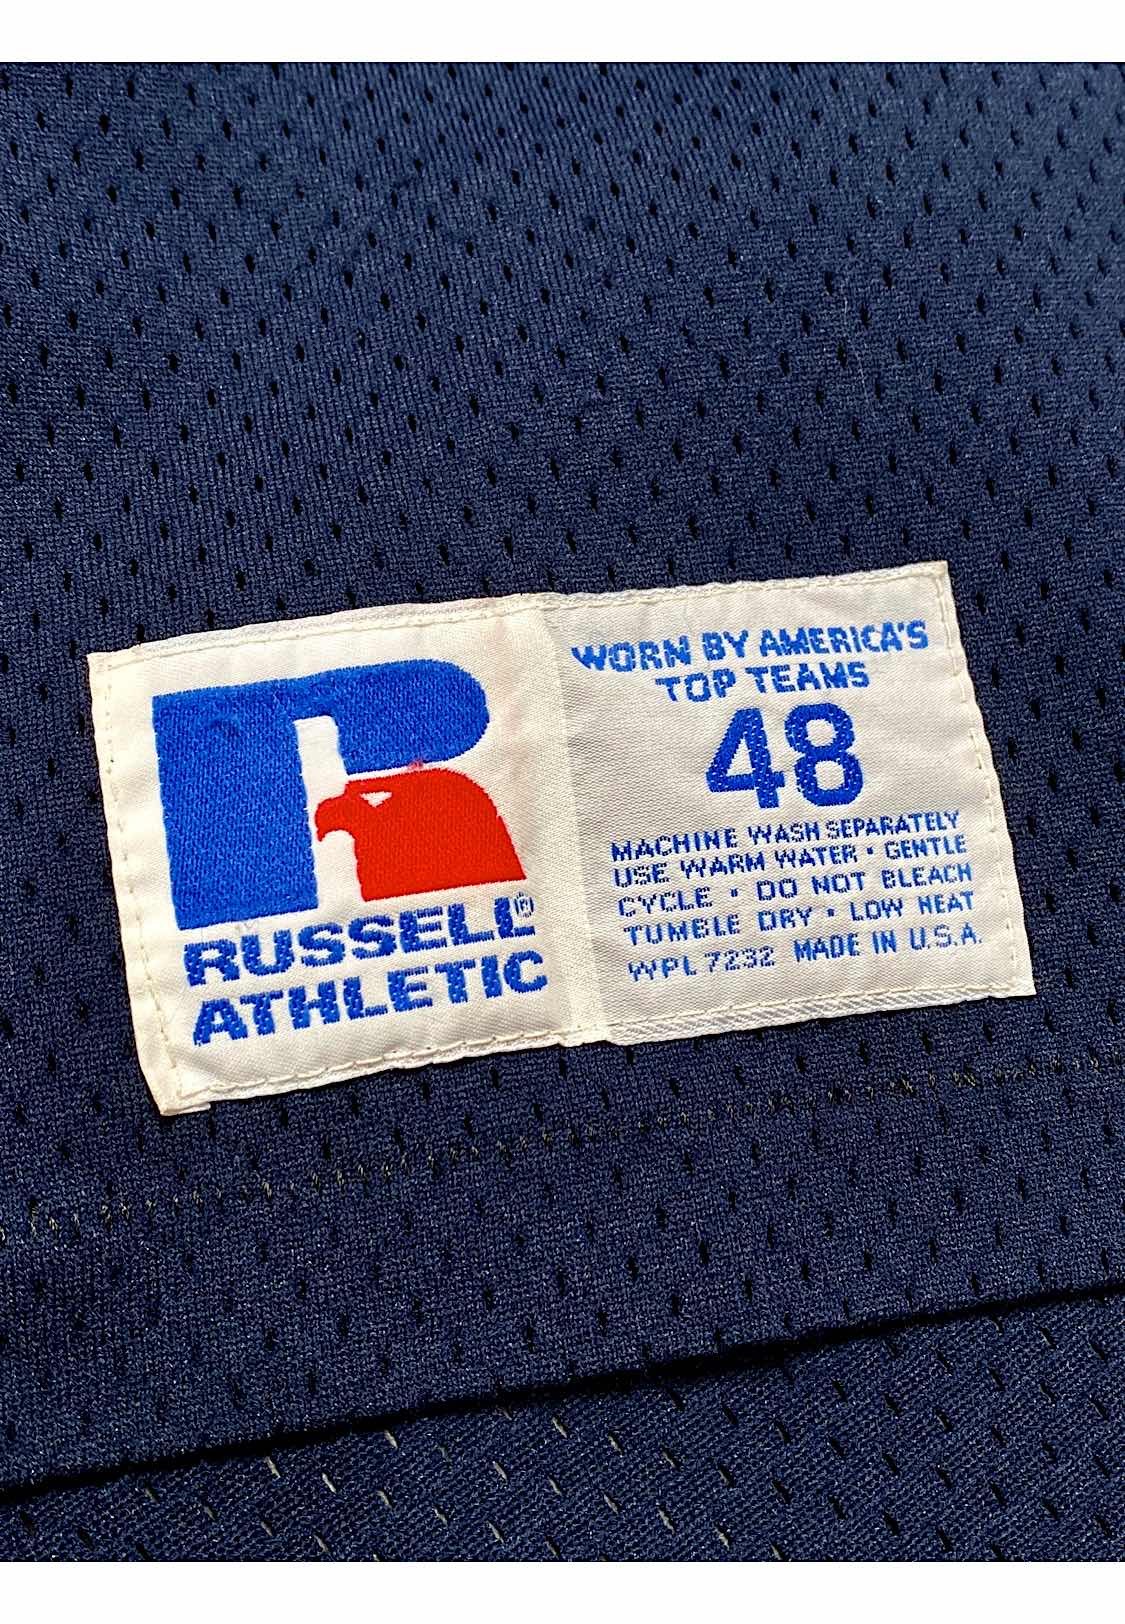 RUSSELL®
ATHLETIC
WORN BY AMERICA'S
TOP TEAMS
48
MACHINE WASH SEPARATELY
USE WARM WATER • GENTLE
CYCLE • DO NOT BLEACH
TUMBLE DRY • LOW HEAT
WPL 7232 MADE IN U.S.A.